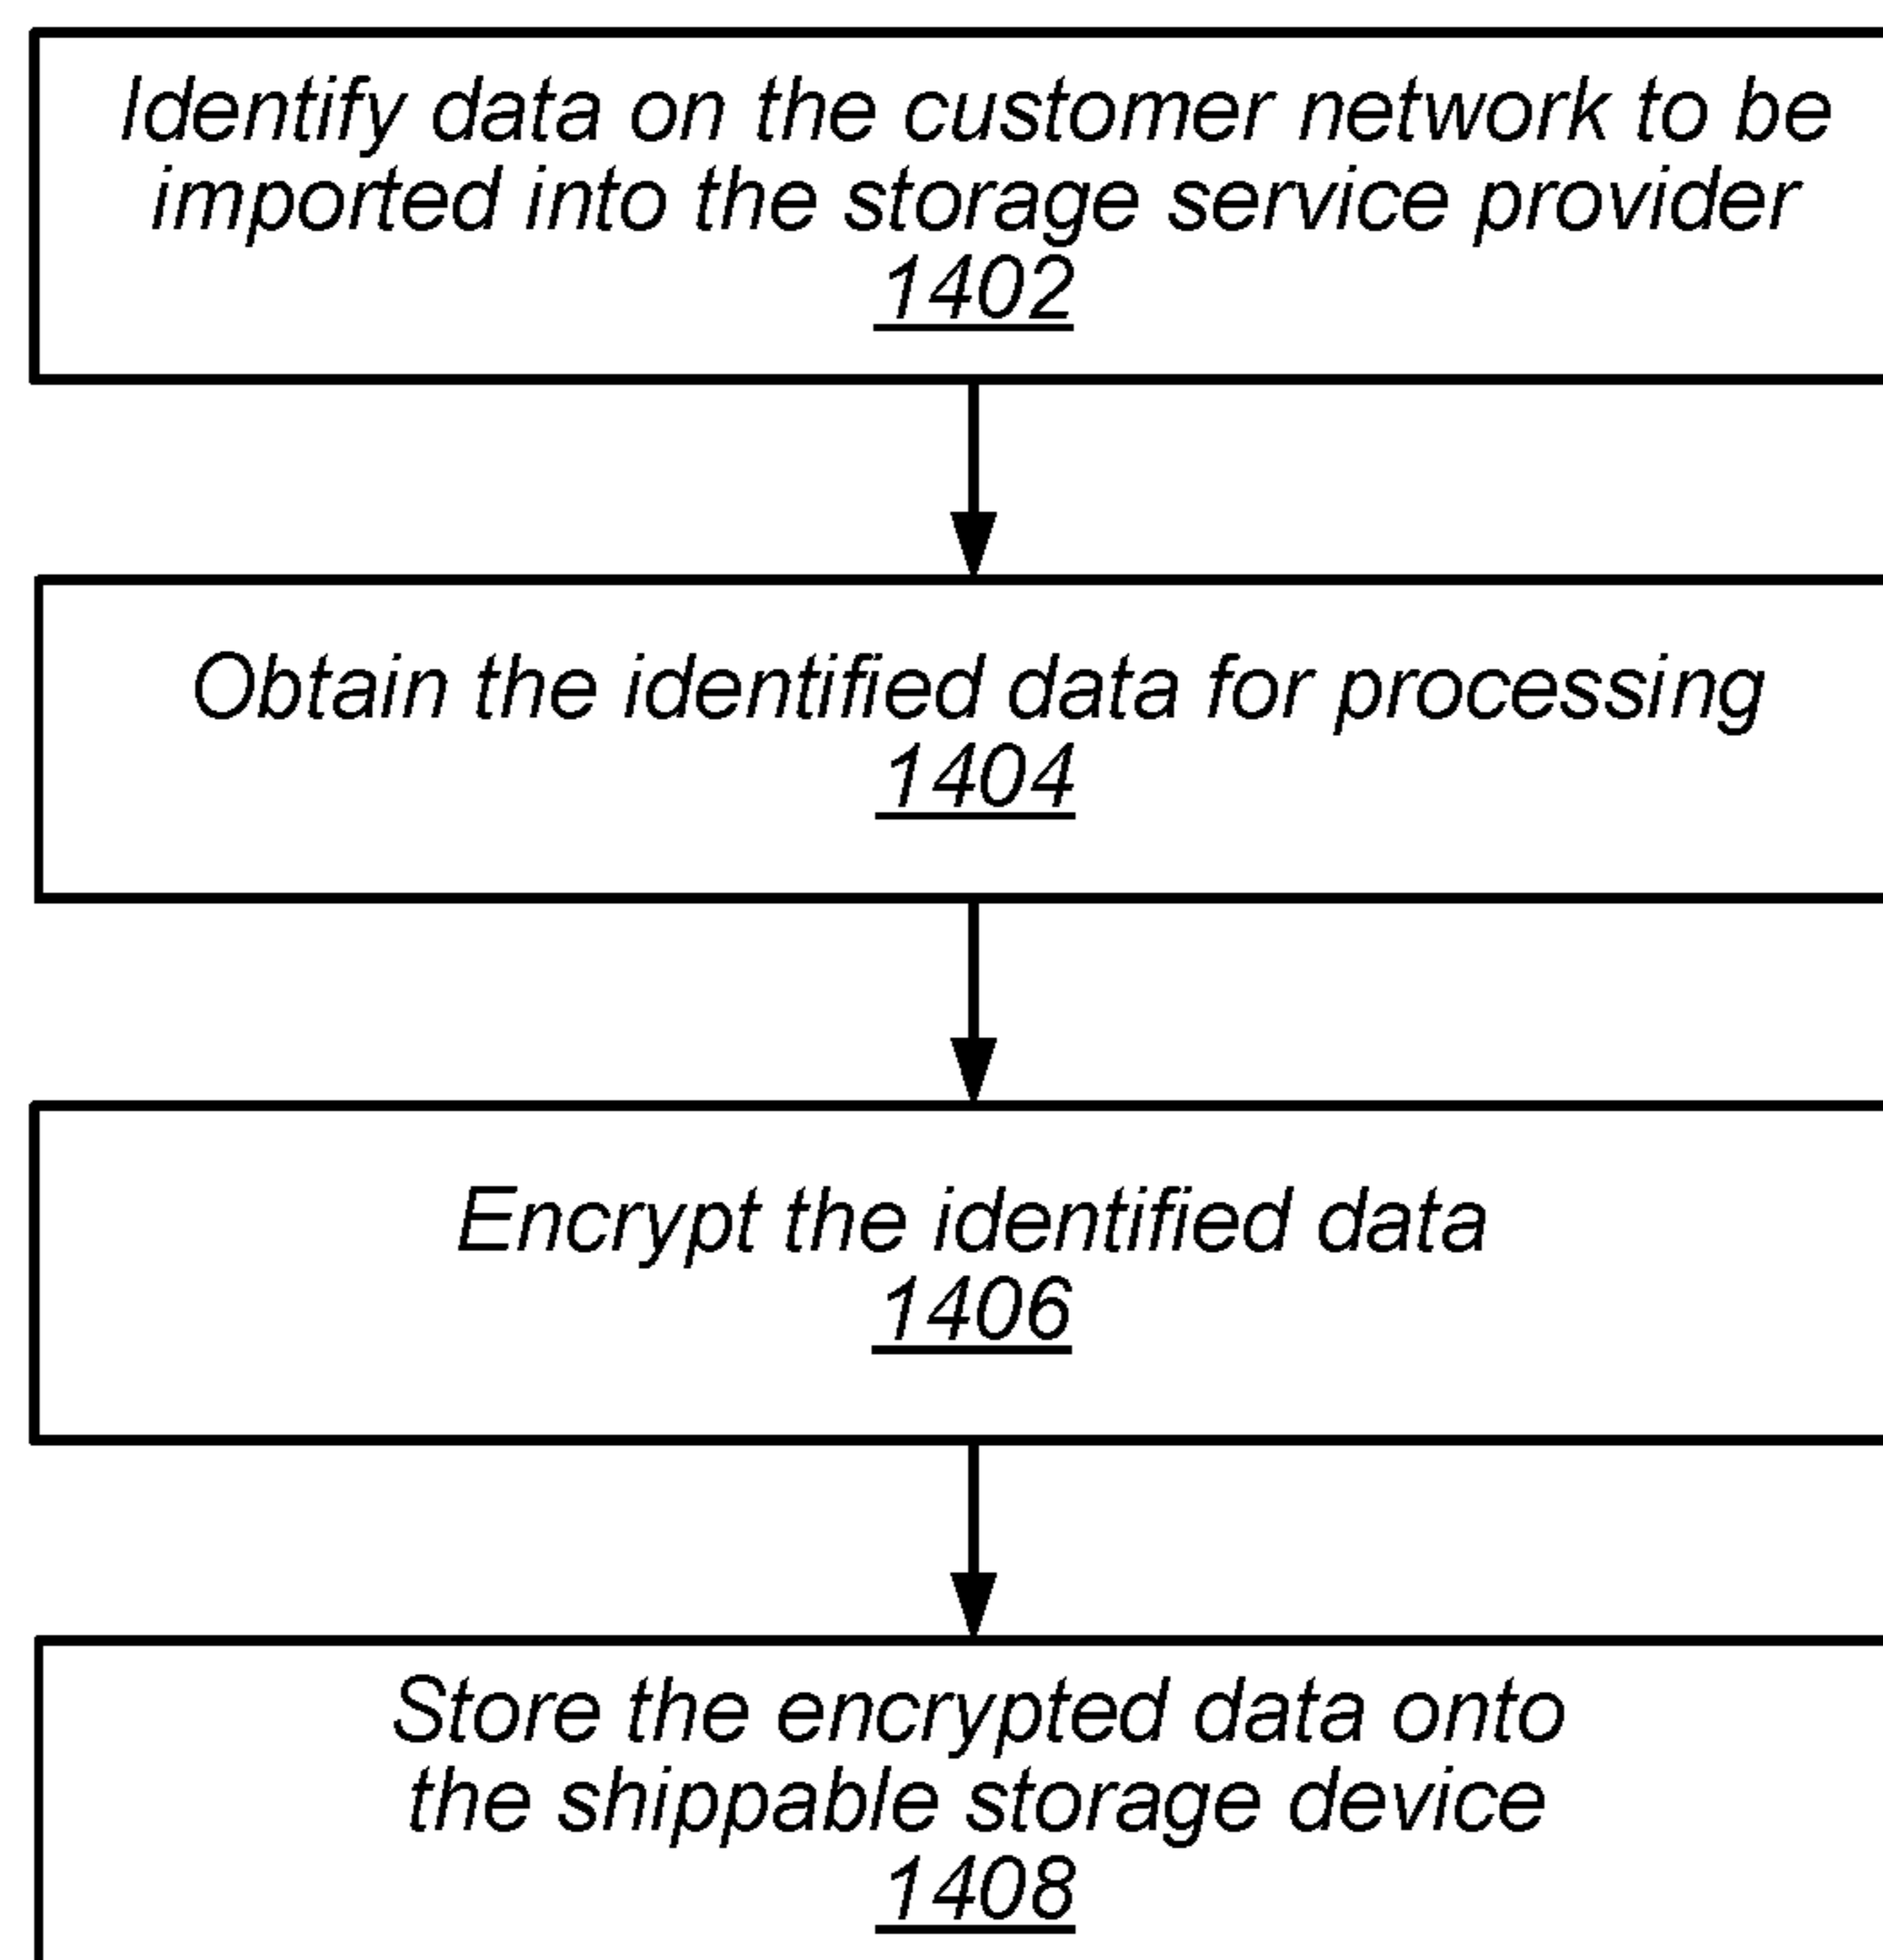 Identify data on the customer network to be
imported into the storage service provider
1402
Obtain the identified data for processing
1404
Encrypt the identified data
1406
Store the encrypted data onto
the shippable storage device
1408